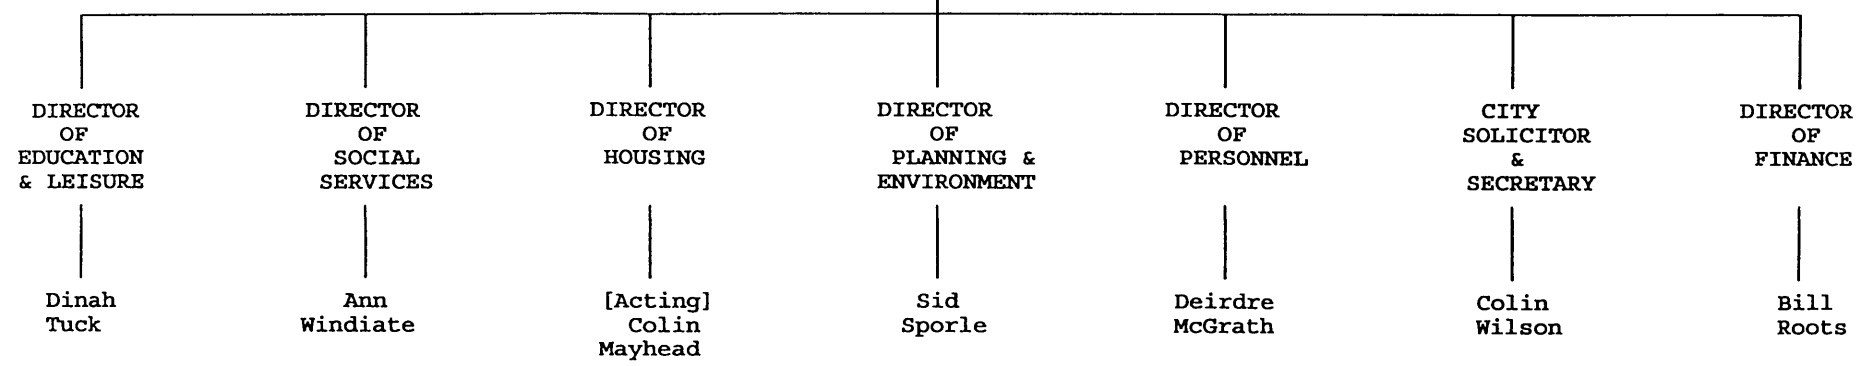 DIRECTOR
OF
EDUCATION
& LEISURE
Dinah
Tuck
DIRECTOR
OF
SOCIAL
SERVICES
Ann
Windiate
DIRECTOR
OF
HOUSING
[Acting]
Colin
Mayhead
DIRECTOR
OF
PLANNING &
ENVIRONMENT
Sid
Sporle
DIRECTOR
OF
PERSONNEL
Deirdre
McGrath
CITY
SOLICITOR
&
SECRETARY
Colin
Wilson
DIRECTOR
OF
FINANCE
Bill
Roots